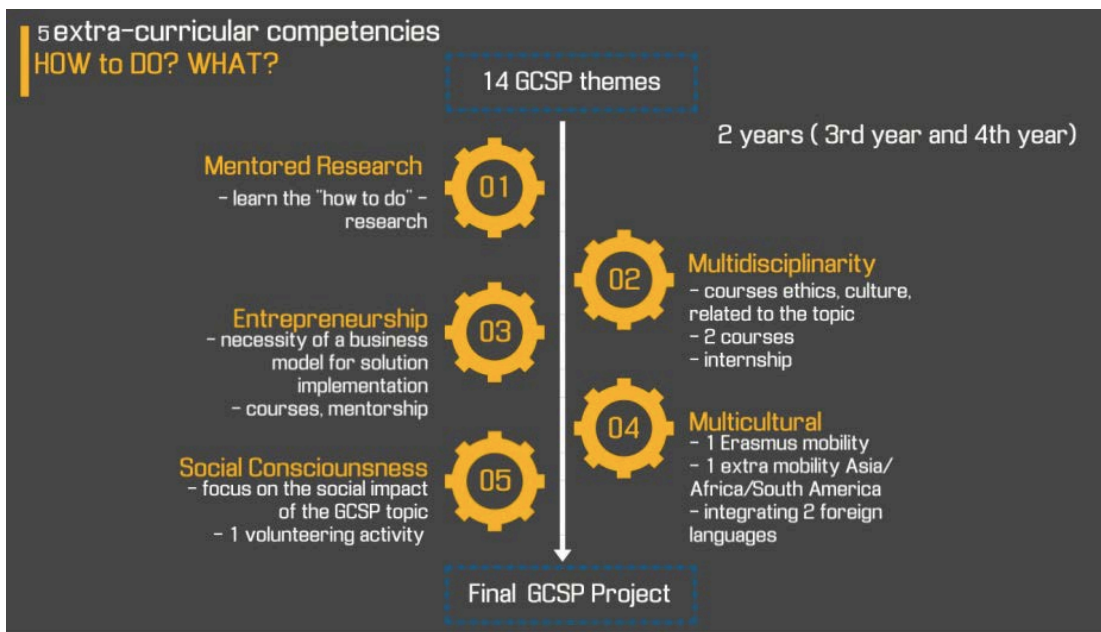 5 extra-curricular competencies
HOW to DO? WHAT?
14 GCSP themes
2 years ( 3rd year and 4th year)
01
Mentored Research
- learn the "how to do" -
research
02
Multidisciplinarity
- courses ethics, culture,
related to the topic
- 2 courses
- internship
03
Entrepreneurship
- necessity of a business
model for solution
implementation
- courses, mentorship
04
Multicultural
- 1 Erasmus mobility
- 1 extra mobility Asia/
Africa/South America
- integrating 2 foreign
languages
05
Social Consciounsness
- focus on the social impact
of the GCSP topic
- 1 volunteering activity
Final GCSP Project